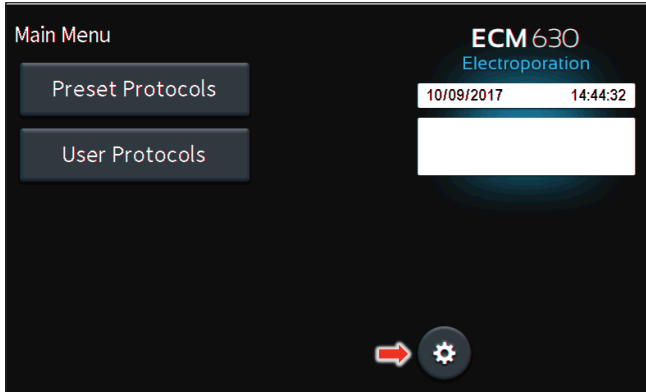 Main Menu
Preset Protocols
User Protocols
ECM 630
Electroporation
10/09/2017 14:44:32